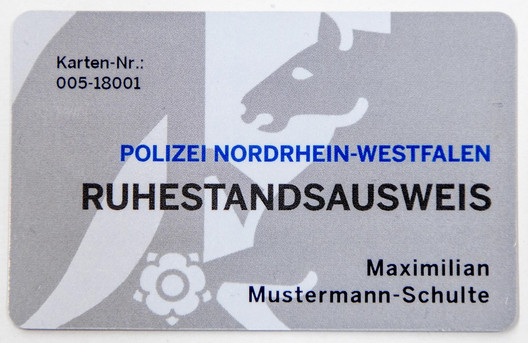 Karten-Nr.:
005-18001
POLIZEI NORDRHEIN-WESTFALEN
RUHESTANDSAUSWEIS
Maximilian
Mustermann-Schulte